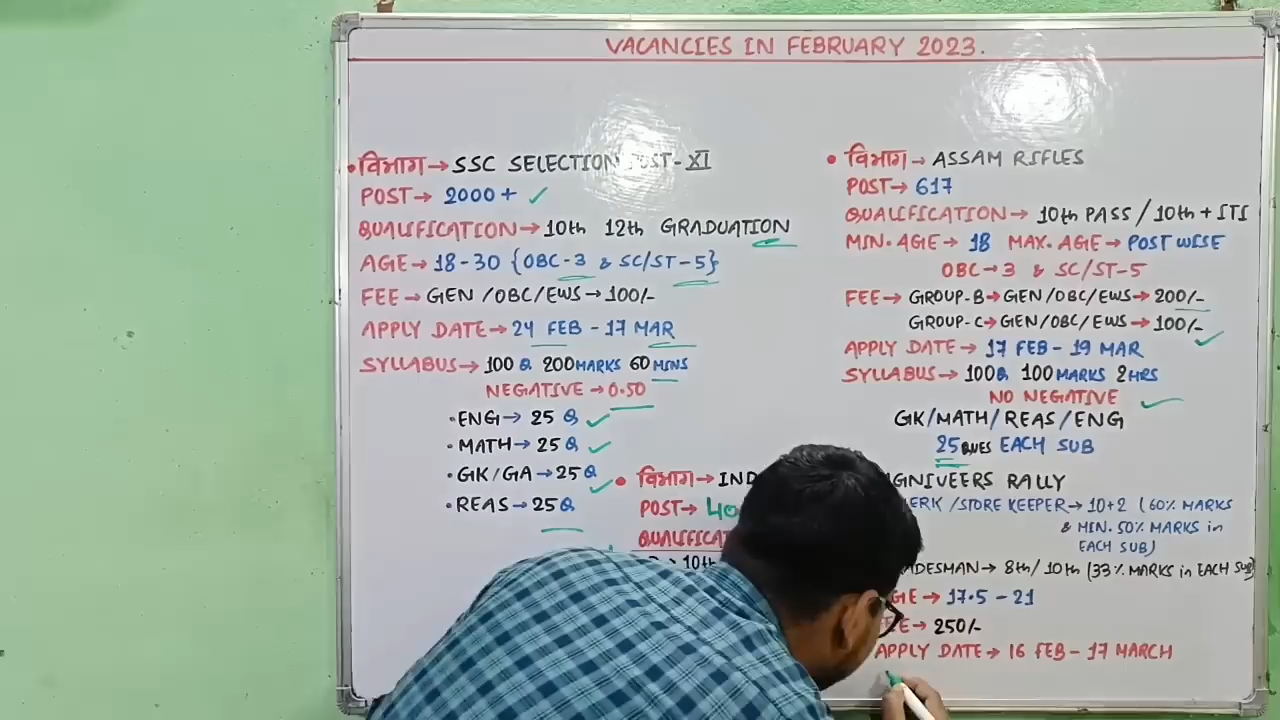 VACANCIES IN FEBRUARY 2023.
• विभाग → SSC SELECTION POST-XI
POST → 2000+ ✓
QUALIFICATION → 10th 12th GRADUATION
AGE → 18-30 {OBC-3 & SC/ST-5}
FEE → GEN/OBC/EWS → 100/-
APPLY DATE → 24 FEB - 17 MAR
SYLLABUS → 100 Q 200 MARKS 60 MINS
NEGATIVE → 0.50
• ENG → 25 Q ✓
• MATH → 25 Q ✓
• GK/GA → 25 Q ✓
• REAS → 25 Q
• विभाग → ASSAM RIFLES
POST → 617
QUALIFICATION → 10th PASS / 10th + ITI
MIN. AGE → 18 MAX. AGE → POST WISE
OBC → 3 & SC/ST-5
FEE → GROUP-B → GEN/OBC/EWS → 200/-
GROUP-C → GEN/OBC/EWS → 100/- ✓
APPLY DATE → 17 FEB - 19 MAR
SYLLABUS → 100Q 100 MARKS 2 HRS
NO NEGATIVE ✓
GK/MATH/REAS/ENG
25 QUES EACH SUB
• विभाग → IND GNIVEERS RALLY
POST → 40 ERK /STORE KEEPER → 10+2 (60% MARKS
& MIN. 50% MARKS in
EACH SUB)
QUALIFICAT
→ 10th ADESMAN → 8th/10th (33% MARKS in EACH SUB)
GE → 17.5 - 21
EE → 250/-
APPLY DATE → 16 FEB - 17 MARCH